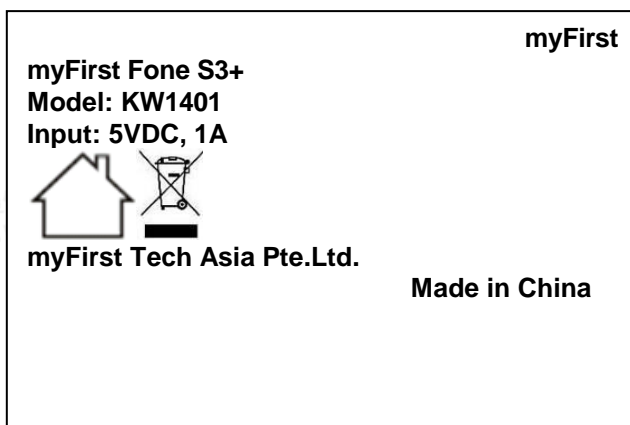 myFirst
myFirst Fone S3+
Model: KW1401
Input: 5VDC, 1A
myFirst Tech Asia Pte.Ltd.
Made in China